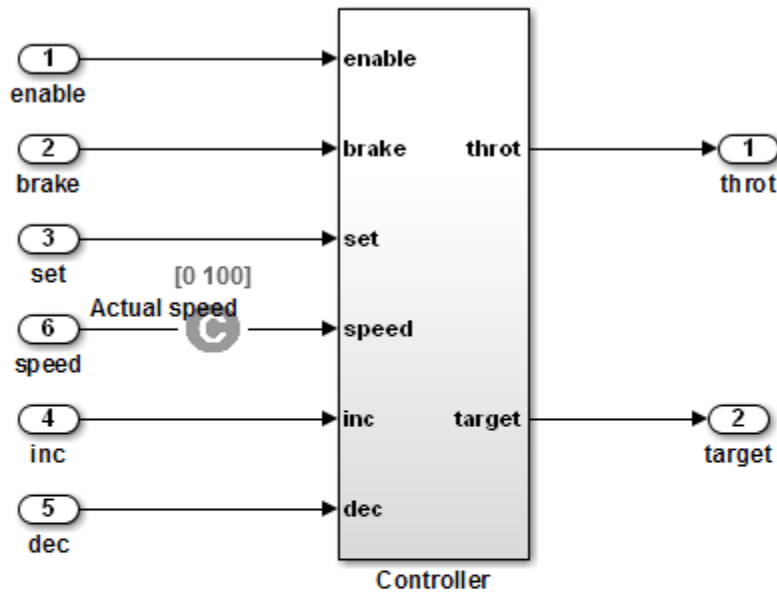 1
enable
2
brake
3
set
[0 100]
Actual speed
C
6
speed
4
inc
5
dec
enable
brake
set
speed
inc
dec
throt
target
Controller
1
throt
2
target